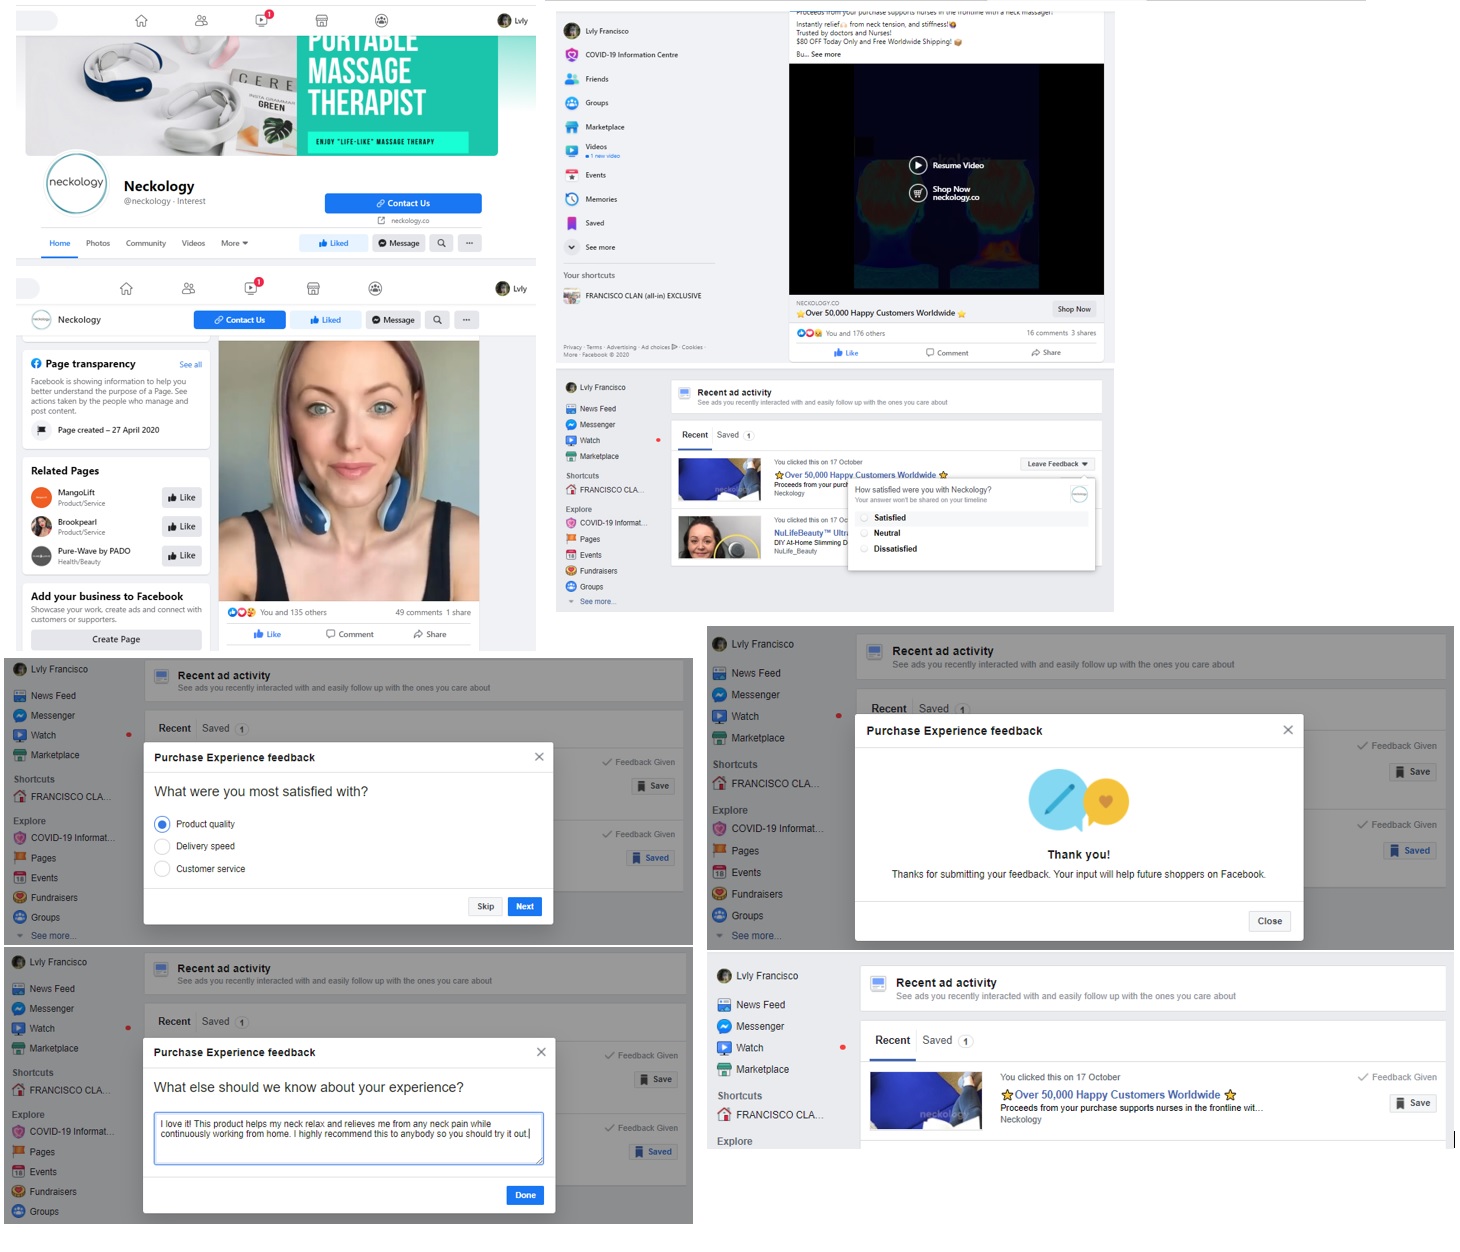 1
Lvly
PORTABLE
MASSAGE
THERAPIST
ENJOY "LIFE-LIKE" MASSAGE THERAPY
CERE
GREEN
neckology
Neckology
@neckology · Interest
Contact Us
neckology.co
Home Photos Community Videos More
Liked
Message
1
Lvly
Neckology
Contact Us
Liked
Message
Page transparency See all
Facebook is showing information to help you
better understand the purpose of a Page. See
actions taken by the people who manage and
post content.
Page created – 27 April 2020
Related Pages
MangoLift
Product/Service
Like
Brookpearl
Product/Service
Like
Pure-Wave by PADO
Health/Beauty
Like
Add your business to Facebook
Showcase your work, create ads and connect with
customers or supporters.
Create Page
You and 135 others 49 comments 1 share
Like Comment Share
Lvly Francisco
COVID-19 Information Centre
Friends
Groups
Marketplace
Videos
1 new video
Events
Memories
Saved
See more
Your shortcuts
FRANCISCO CLAN (all-in) EXCLUSIVE
Privacy · Terms · Advertising · Ad choices · Cookies ·
More · Facebook © 2020
Proceeds from your purchase supports nurses in the frontline with a neck massager!
Instantly relief🙌 from neck tension, and stiffness!
Trusted by doctors and Nurses!
$80 OFF Today Only and Free Worldwide Shipping! 📦
Bu... See more
Resume Video
Shop Now
neckology.co
NECKOLOGY.CO
⭐Over 50,000 Happy Customers Worldwide ⭐
Shop Now
You and 176 others 16 comments 3 shares
Like Comment Share
Lvly Francisco
News Feed
Messenger
Watch
Marketplace
Shortcuts
FRANCISCO CLA...
Explore
COVID-19 Informat...
Pages
Events
Fundraisers
Groups
See more...
Recent ad activity
See ads you recently interacted with and easily follow up with the ones you care about
Recent Saved 1
You clicked this on 17 October
⭐Over 50,000 Happy Customers Worldwide ⭐
Proceeds from your purch
Neckology
Leave Feedback
How satisfied were you with Neckology?
Your answer won't be shared on your timeline
Satisfied
Neutral
Dissatisfied
You clicked this on 17 Oc
NuLifeBeauty™ Ultra
DIY At-Home Slimming D
NuLife_Beauty
Lvly Francisco
News Feed
Messenger
Watch
Marketplace
Shortcuts
FRANCISCO CLA...
Explore
COVID-19 Informat...
Pages
Events
Fundraisers
Groups
See more...
Recent ad activity
See ads you recently interacted with and easily follow up with the ones you care about
Recent Saved 1
Feedback Given
Save
Feedback Given
Saved
Purchase Experience feedback
What were you most satisfied with?
Product quality
Delivery speed
Customer service
Skip Next
Lvly Francisco
News Feed
Messenger
Watch
Marketplace
Shortcuts
FRANCISCO CLA...
Explore
COVID-19 Informat...
Pages
Events
Fundraisers
Groups
See more...
Recent ad activity
See ads you recently interacted with and easily follow up with the ones you care about
Recent Saved 1
Feedback Given
Save
Feedback Given
Saved
Purchase Experience feedback
Thank you!
Thanks for submitting your feedback. Your input will help future shoppers on Facebook.
Close
Lvly Francisco
News Feed
Messenger
Watch
Marketplace
Shortcuts
FRANCISCO CLA...
Explore
COVID-19 Informat...
Pages
Events
Fundraisers
Groups
Recent ad activity
See ads you recently interacted with and easily follow up with the ones you care about
Recent Saved 1
Feedback Given
Save
Feedback Given
Saved
Purchase Experience feedback
What else should we know about your experience?
I love it! This product helps my neck relax and relieves me from any neck pain while
continuously working from home. I highly recommend this to anybody so you should try it out.
Done
Lvly Francisco
News Feed
Messenger
Watch
Marketplace
Shortcuts
FRANCISCO CLA...
Explore
Recent ad activity
See ads you recently interacted with and easily follow up with the ones you care about
Recent Saved 1
neckology
You clicked this on 17 October
⭐Over 50,000 Happy Customers Worldwide ⭐
Proceeds from your purchase supports nurses in the frontline wit...
Neckology
Feedback Given
Save